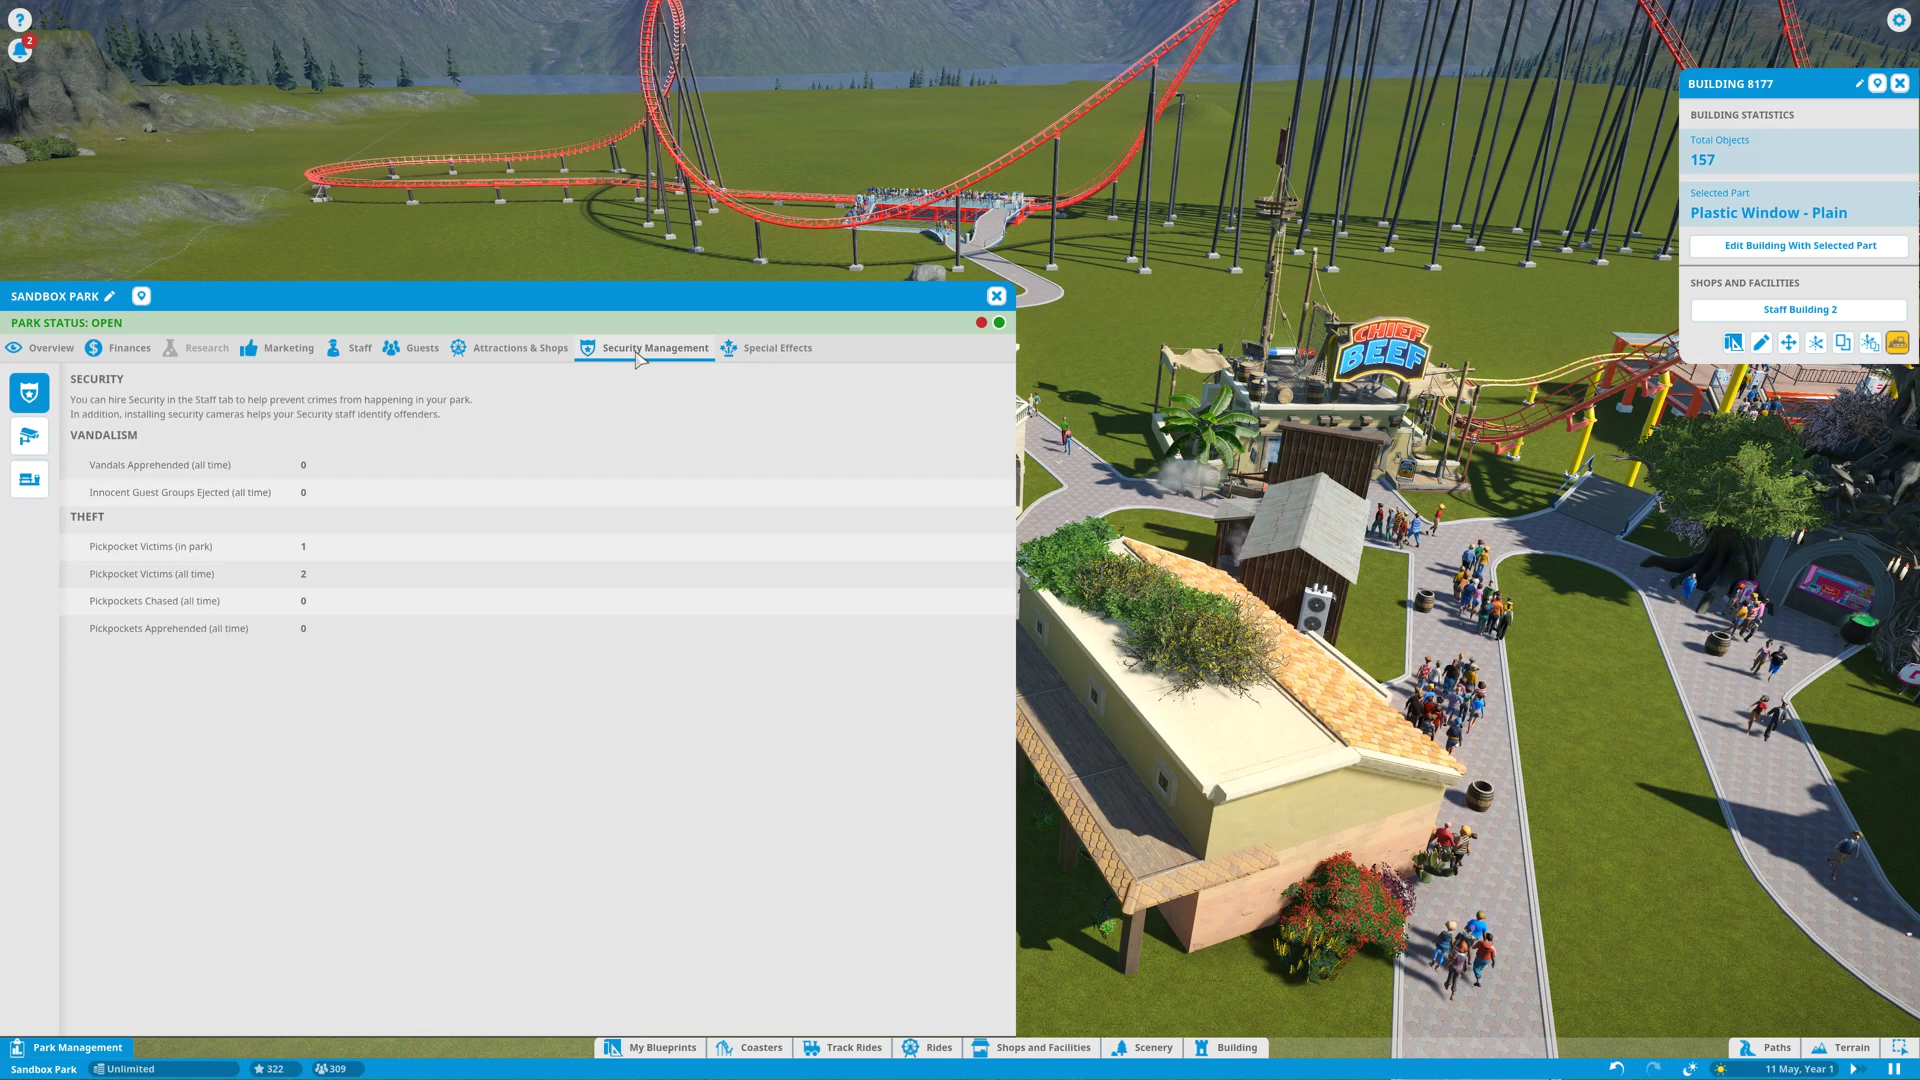 ?
2
BUILDING 8177
BUILDING STATISTICS
Total Objects
157
Selected Part
Plastic Window - Plain
Edit Building With Selected Part
SHOPS AND FACILITIES
Staff Building 2
CHIEF
BEEF
SANDBOX PARK
PARK STATUS: OPEN
Overview Finances Research Marketing Staff Guests Attractions & Shops Security Management Special Effects
SECURITY
You can hire Security in the Staff tab to help prevent crimes from happening in your park.
In addition, installing security cameras helps your Security staff identify offenders.
VANDALISM
Vandals Apprehended (all time) 0
Innocent Guest Groups Ejected (all time) 0
THEFT
Pickpocket Victims (in park) 1
Pickpocket Victims (all time) 2
Pickpockets Chased (all time) 0
Pickpockets Apprehended (all time) 0
Park Management My Blueprints Coasters Track Rides Rides Shops and Facilities Scenery Building Paths Terrain
Sandbox Park Unlimited 322 309 11 May, Year 1